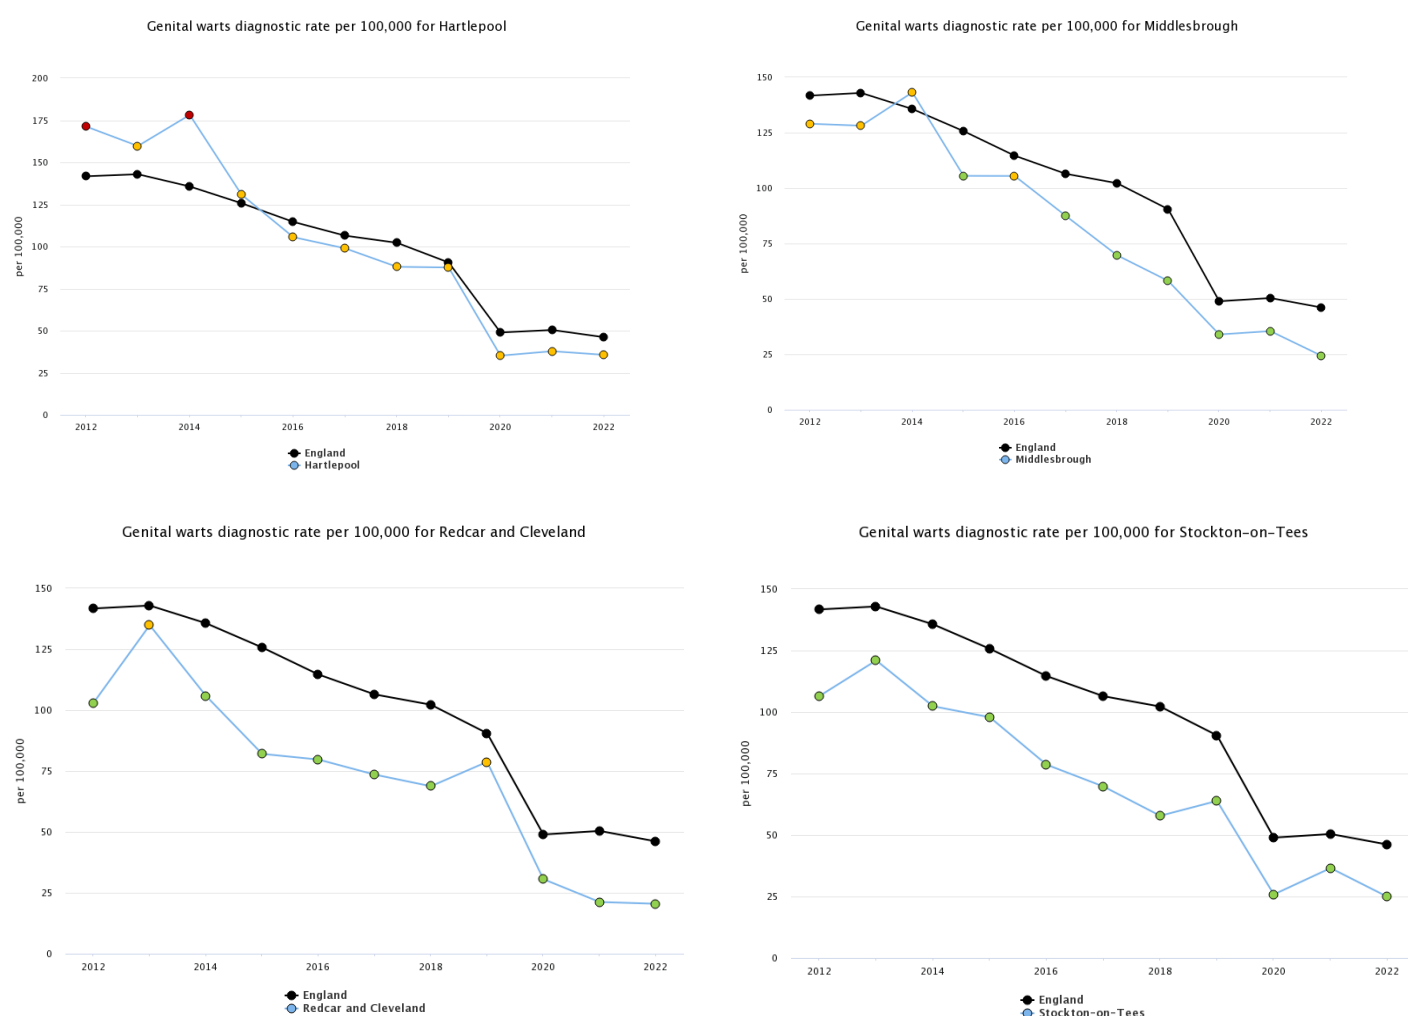 Genital warts diagnostic rate per 100,000 for Hartlepool
200
175
150
125
100
75
50
25
0
per 100,000
2012 2014 2016 2018 2020 2022
England
Hartlepool
Genital warts diagnostic rate per 100,000 for Middlesbrough
150
125
100
75
50
25
0
per 100,000
2012 2014 2016 2018 2020 2022
England
Middlesbrough
Genital warts diagnostic rate per 100,000 for Redcar and Cleveland
150
125
100
75
50
25
0
per 100,000
2012 2014 2016 2018 2020 2022
England
Redcar and Cleveland
Genital warts diagnostic rate per 100,000 for Stockton-on-Tees
150
125
100
75
50
25
0
per 100,000
2012 2014 2016 2018 2020 2022
England
Stockton-on-Tees